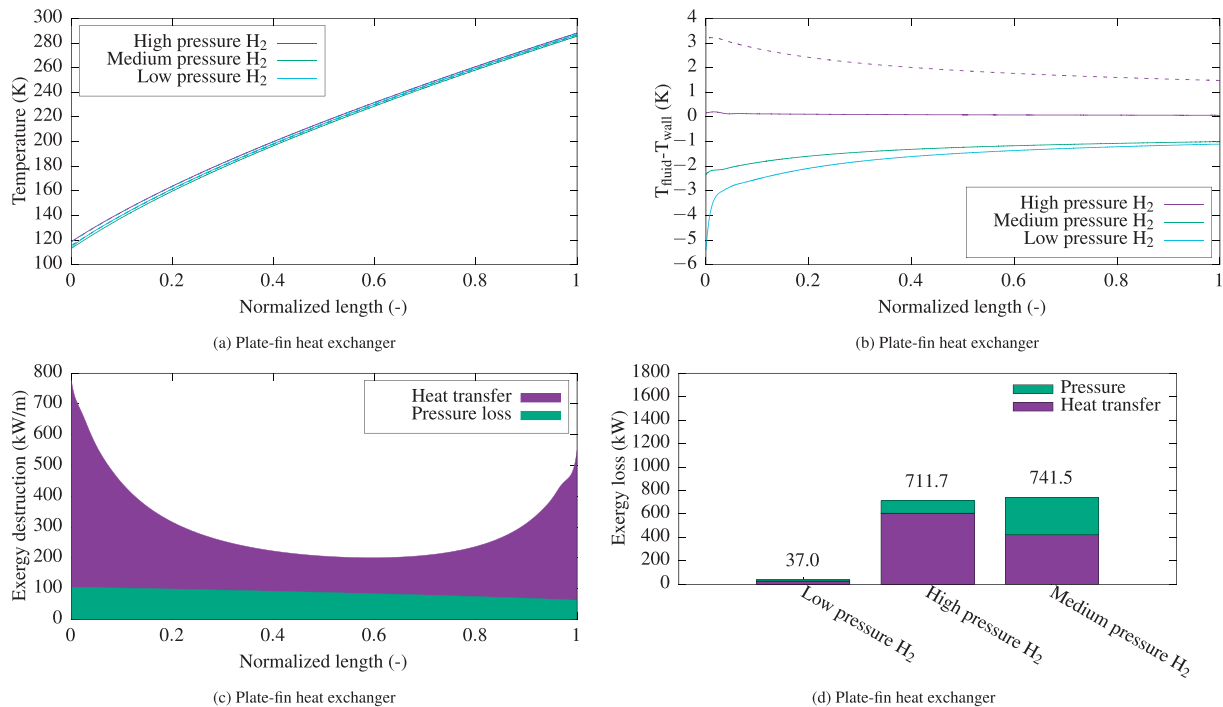 300
280
260
240
220
200
180
160
140
120
100
Temperature (K)
High pressure H₂
Medium pressure H₂
Low pressure H₂
0 0.2 0.4 0.6 0.8 1
Normalized length (-)
(a) Plate-fin heat exchanger
4
3
2
1
0
−1
−2
−3
−4
−5
−6
T_fluid-T_wall (K)
High pressure H₂
Medium pressure H₂
Low pressure H₂
0 0.2 0.4 0.6 0.8 1
Normalized length (-)
(b) Plate-fin heat exchanger
800
700
600
500
400
300
200
100
0
Exergy destruction (kW/m)
Heat transfer
Pressure loss
0 0.2 0.4 0.6 0.8 1
Normalized length (-)
(c) Plate-fin heat exchanger
1800
1600
1400
1200
1000
800
600
400
200
0
Exergy loss (kW)
Pressure
Heat transfer
37.0
711.7
741.5
Low pressure H₂
High pressure H₂
Medium pressure H₂
(d) Plate-fin heat exchanger